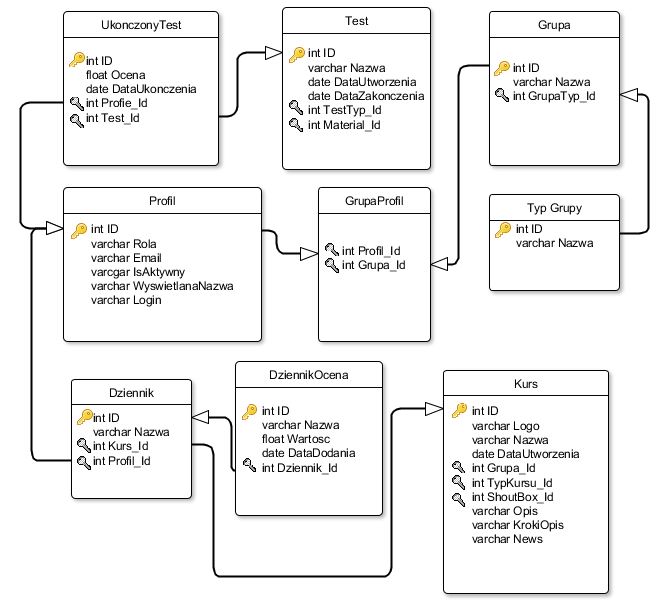 UkonczonyTest
int ID
float Ocena
date DataUkonczenia
int Profie_Id
int Test_Id
Test
int ID
varchar Nazwa
date DataUtworzenia
date DataZakonczenia
int TestTyp_Id
int Material_Id
Grupa
int ID
varchar Nazwa
int GrupaTyp_Id
Profil
int ID
varchar Rola
varchar Email
varcgar IsAktywny
varchar WyswietlanaNazwa
varchar Login
GrupaProfil
int Profil_Id
int Grupa_Id
Typ Grupy
int ID
varchar Nazwa
Dziennik
int ID
varchar Nazwa
int Kurs_Id
int Profil_Id
DziennikOcena
int ID
varchar Nazwa
float Wartosc
date DataDodania
int Dziennik_Id
Kurs
int ID
varchar Logo
varchar Nazwa
date DataUtworzenia
int Grupa_Id
int TypKursu_Id
int ShoutBox_Id
varchar Opis
varchar KrokiOpis
varchar News